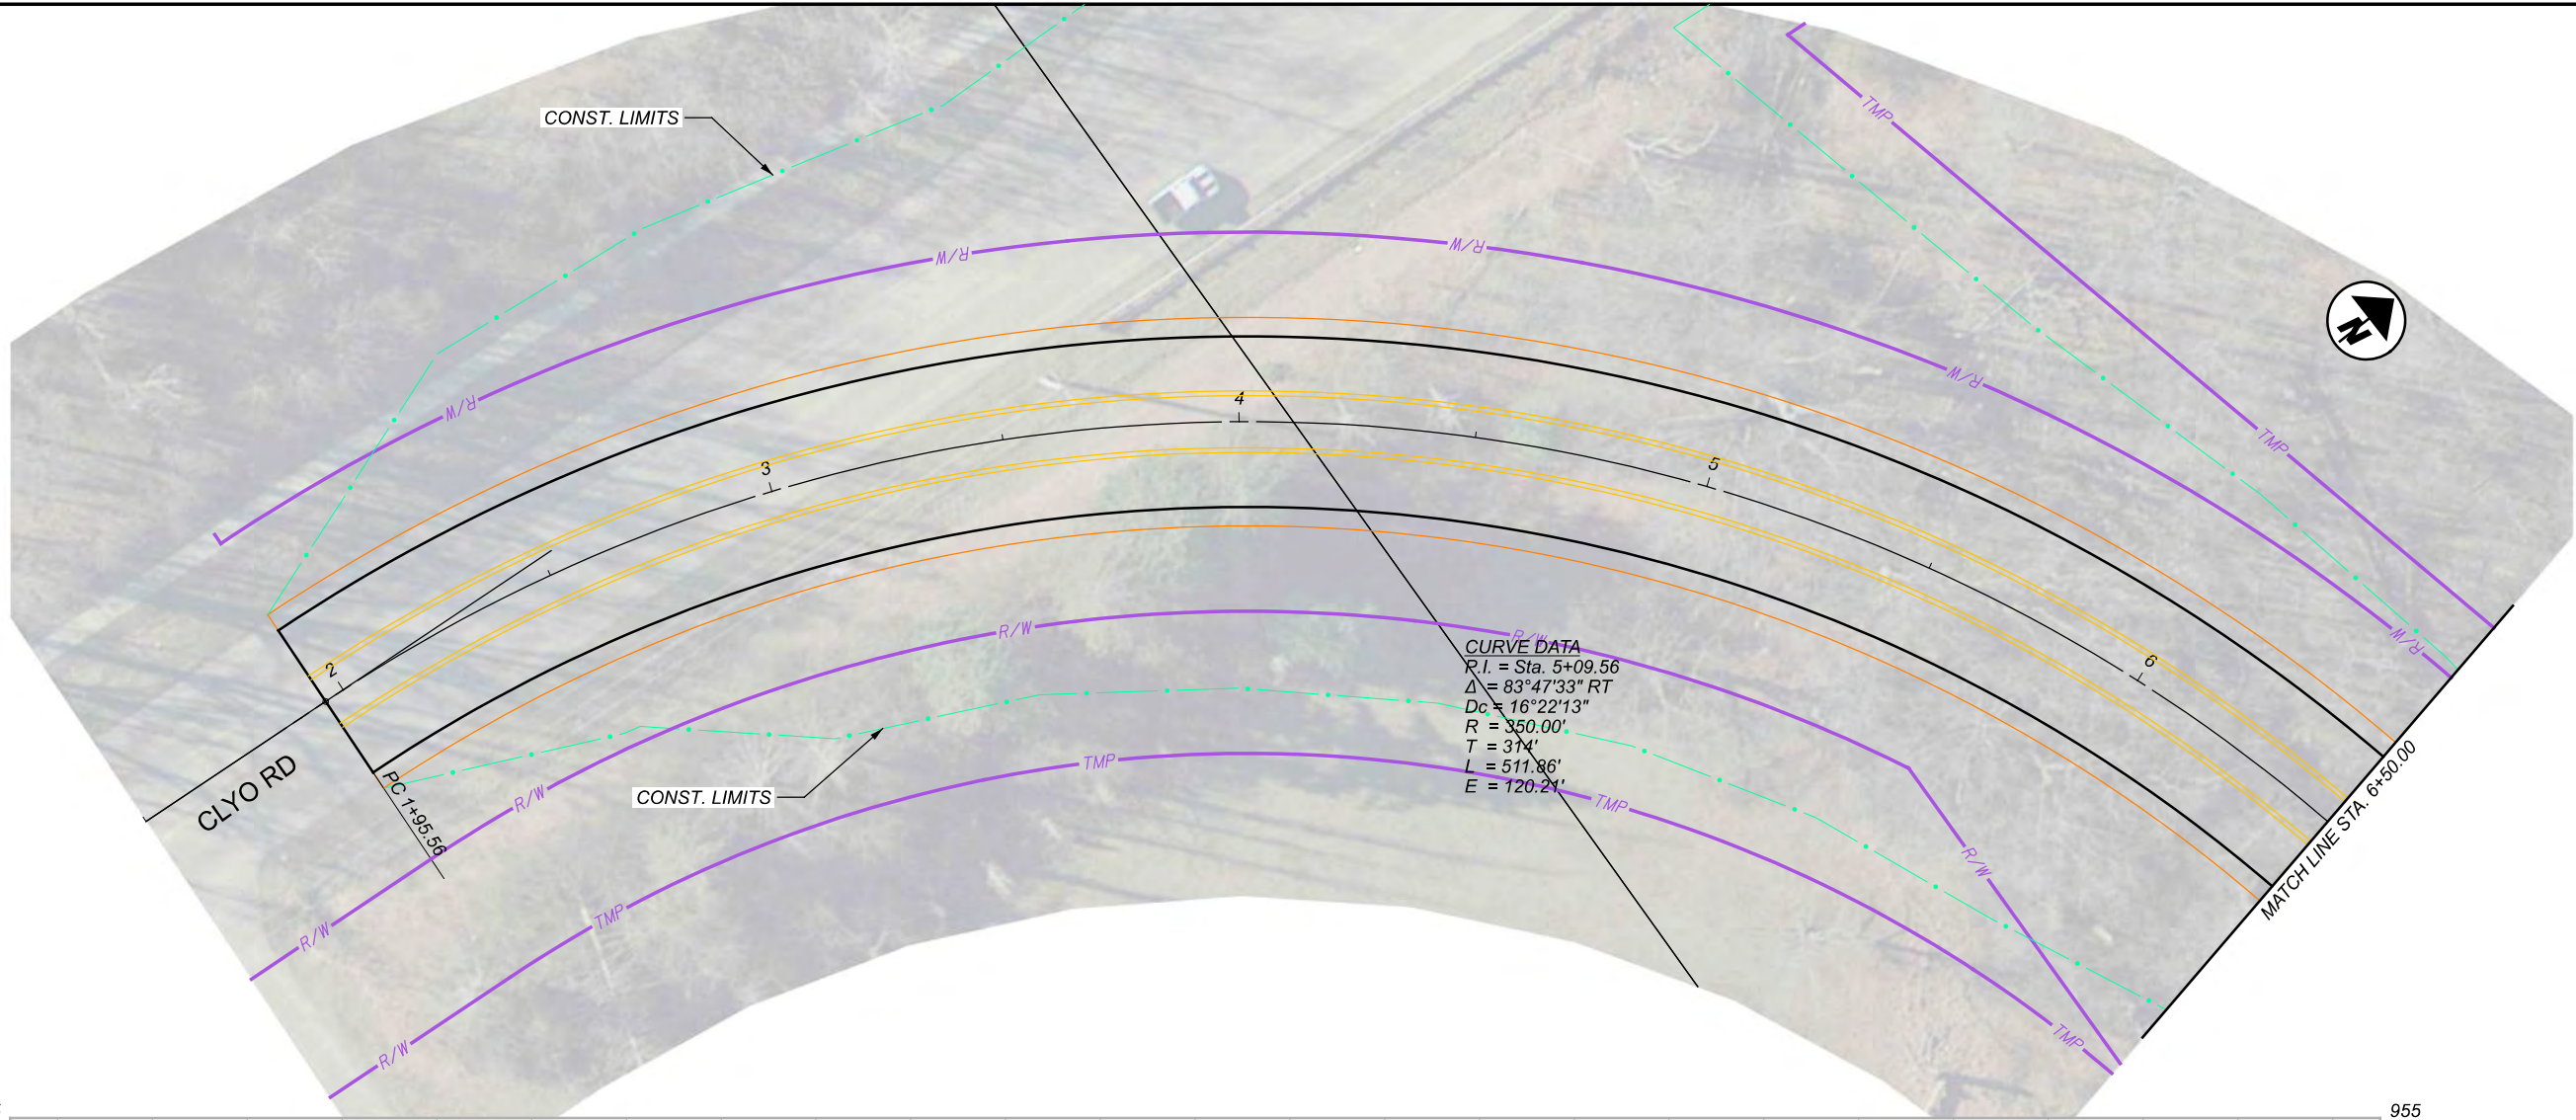 CONST. LIMITS
TMP
R/W
R/W
N
R/W
R/W
4
TMP
3
5
R/W
R/W
R/W
6
2
CURVE DATA
P.I. = Sta. 5+09.56
Δ = 83°47'33" RT
Dc = 16°22'13"
R = 350.00'
T = 314'
L = 511.86'
E = 120.21'
TMP
CLYO RD
PC 1+95.56
R/W
CONST. LIMITS
TMP
MATCH LINE STA. 6+50.00
R/W
TMP
R/W
R/W
TMP
955